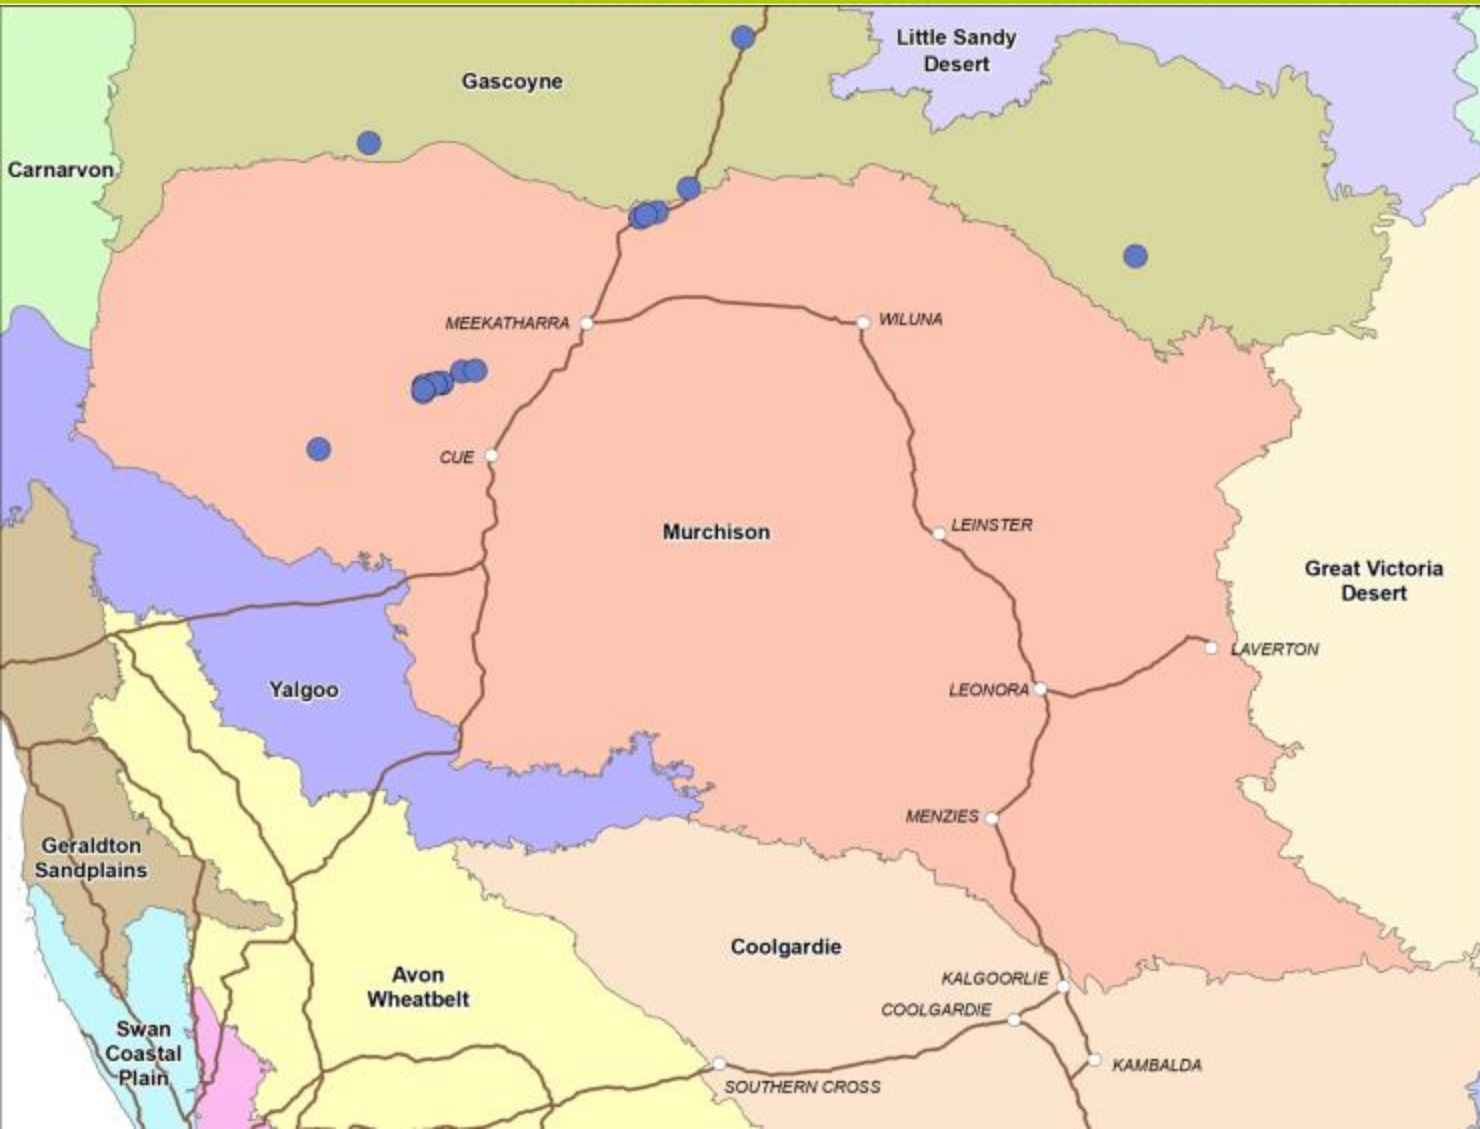 Little Sandy
Desert
Gascoyne
Carnarvon
MEEKATHARRA
WILUNA
CUE
LEINSTER
Murchison
Great Victoria
Desert
LAVERTON
Yalgoo
LEONORA
MENZIES
Geraldton
Sandplains
Coolgardie
Avon
Wheatbelt
KALGOORLIE
COOLGARDIE
Swan
Coastal
Plain
KAMBALDA
SOUTHERN CROSS